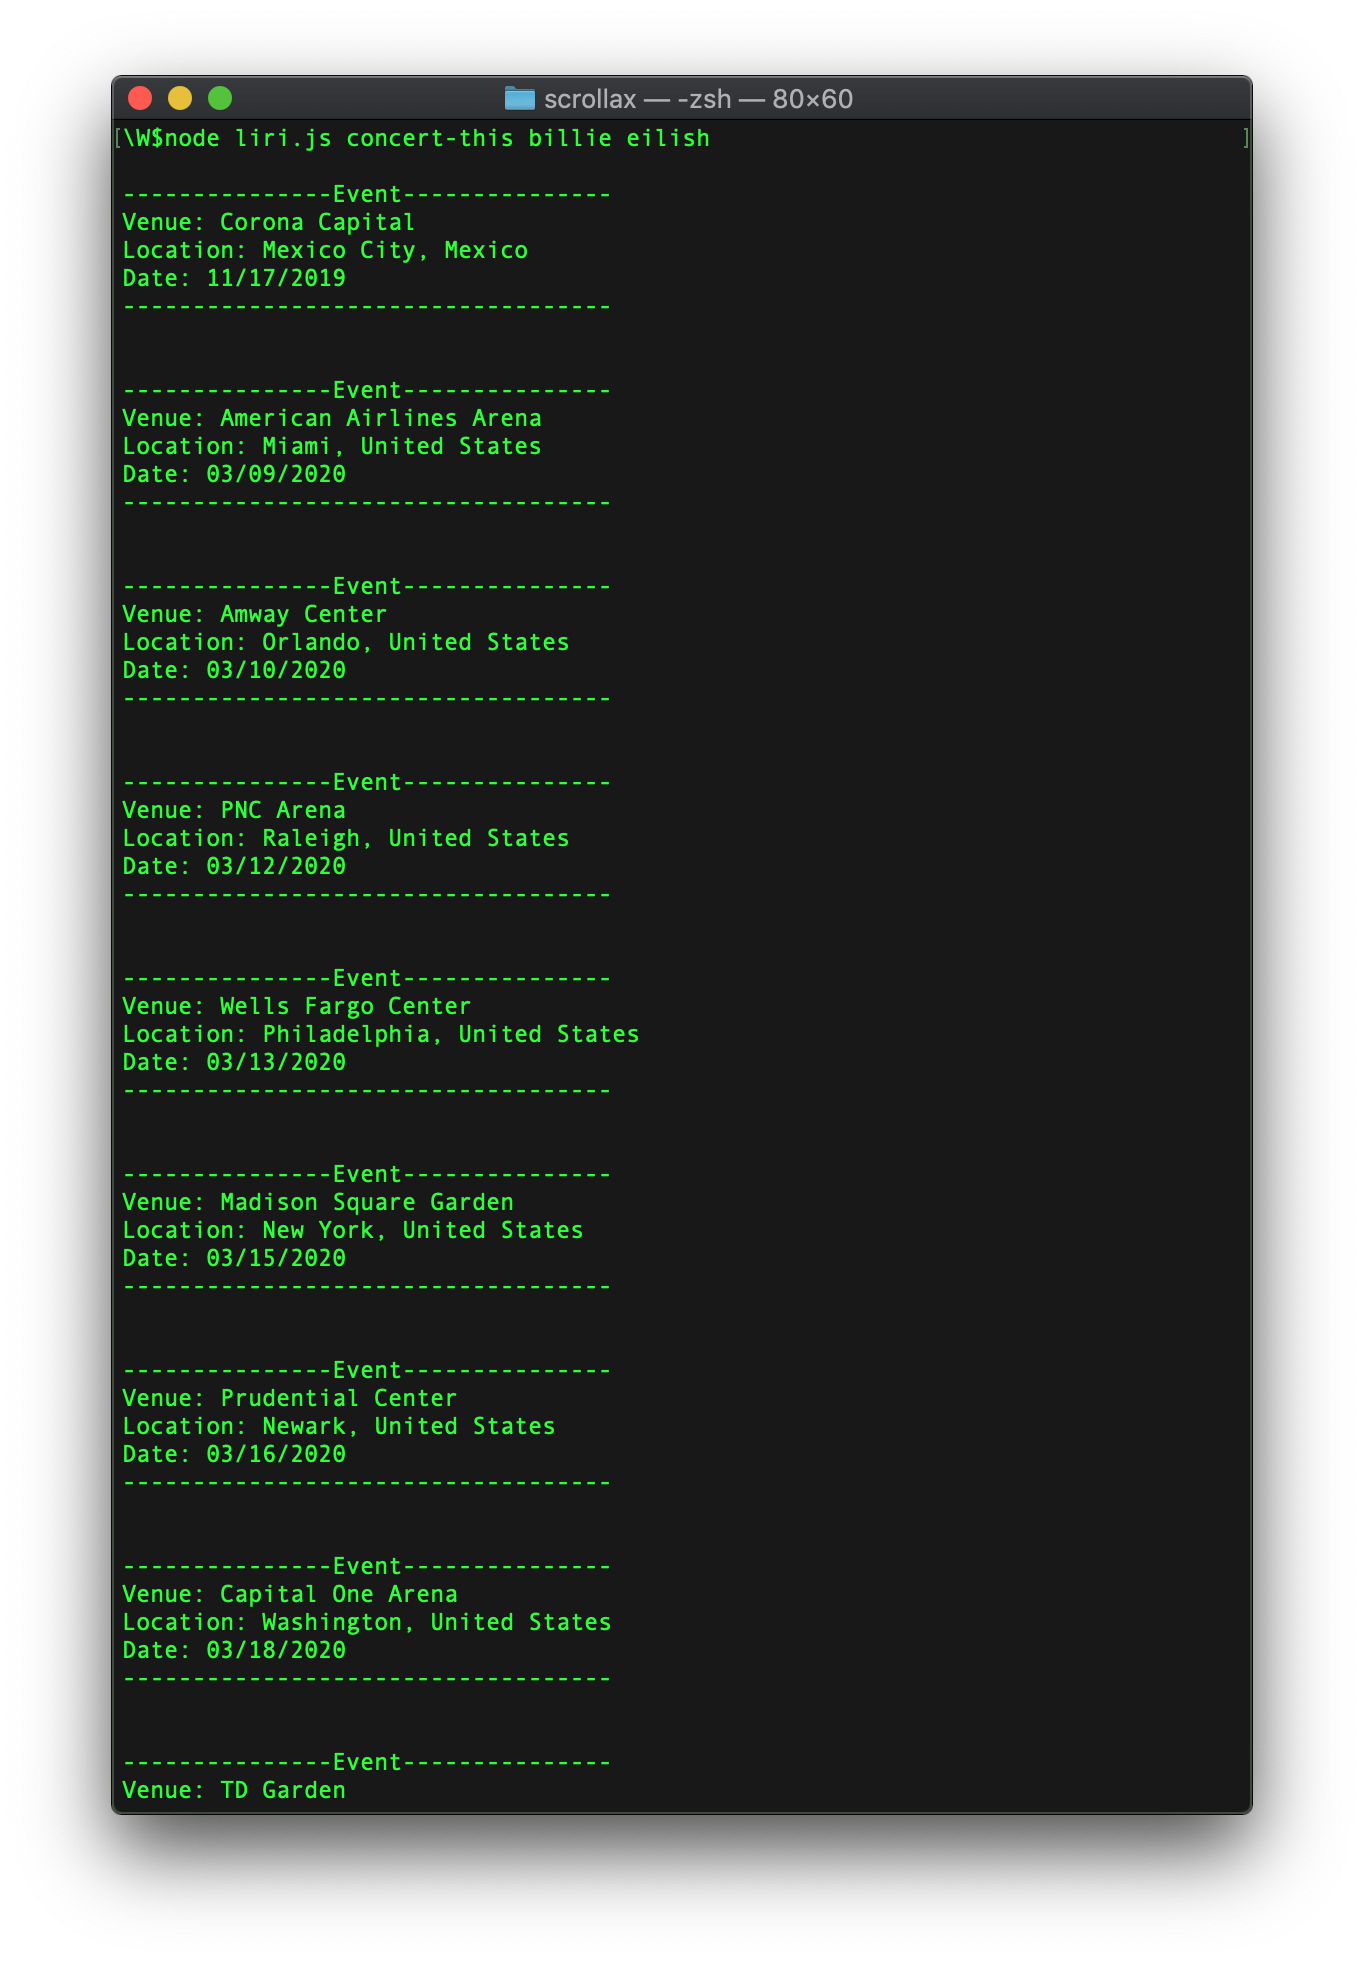 scrollax — -zsh — 80×60
[\W$node liri.js concert-this billie eilish ]
---------------Event---------------
Venue: Corona Capital
Location: Mexico City, Mexico
Date: 11/17/2019
-----------------------------------
---------------Event---------------
Venue: American Airlines Arena
Location: Miami, United States
Date: 03/09/2020
-----------------------------------
---------------Event---------------
Venue: Amway Center
Location: Orlando, United States
Date: 03/10/2020
-----------------------------------
---------------Event---------------
Venue: PNC Arena
Location: Raleigh, United States
Date: 03/12/2020
-----------------------------------
---------------Event---------------
Venue: Wells Fargo Center
Location: Philadelphia, United States
Date: 03/13/2020
-----------------------------------
---------------Event---------------
Venue: Madison Square Garden
Location: New York, United States
Date: 03/15/2020
-----------------------------------
---------------Event---------------
Venue: Prudential Center
Location: Newark, United States
Date: 03/16/2020
-----------------------------------
---------------Event---------------
Venue: Capital One Arena
Location: Washington, United States
Date: 03/18/2020
-----------------------------------
---------------Event---------------
Venue: TD Garden